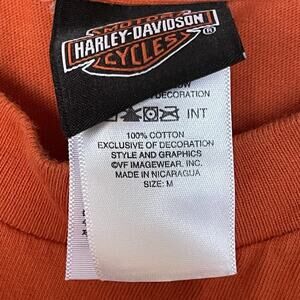 MOTOR
HARLEY-DAVIDSON
CYCLES
®
DECORATION
INT
100% COTTON
EXCLUSIVE OF DECORATION
STYLE AND GRAPHICS
©VF IMAGEWEAR, INC.
MADE IN NICARAGUA
SIZE: M